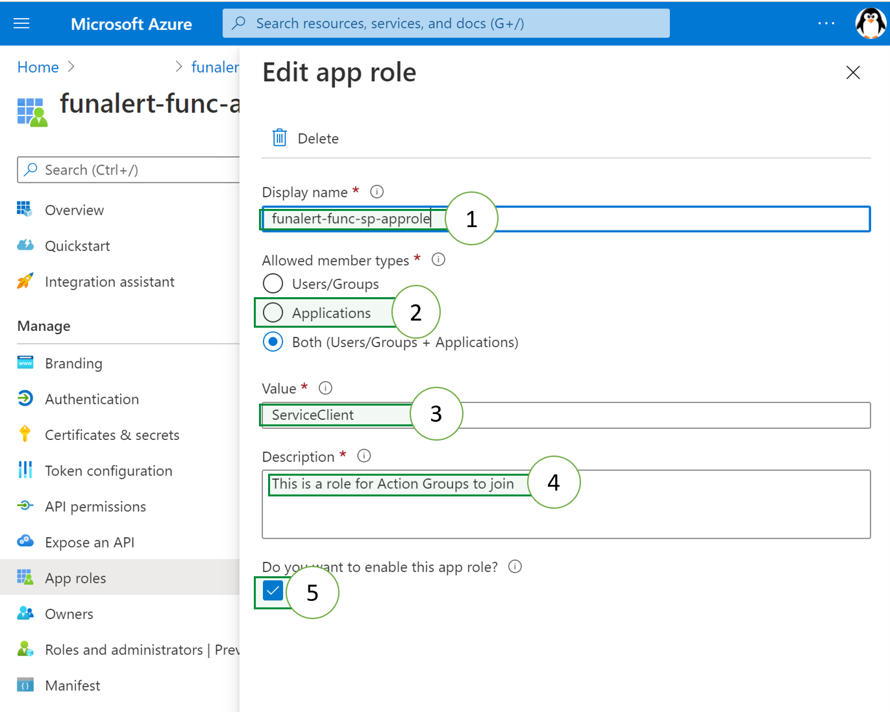 Microsoft Azure
Search resources, services, and docs (G+/)
Home
funaler
funalert-func-a
Search (Ctrl+/)
Overview
Quickstart
Integration assistant
Manage
Branding
Authentication
Certificates & secrets
Token configuration
API permissions
Expose an API
App roles
Owners
Roles and administrators | Prev
Manifest
Edit app role
Delete
Display name *
funalert-func-sp-approle
1
Allowed member types *
Users/Groups
Applications
2
Both (Users/Groups + Applications)
Value *
ServiceClient
3
Description *
This is a role for Action Groups to join
4
Do you want to enable this app role?
5